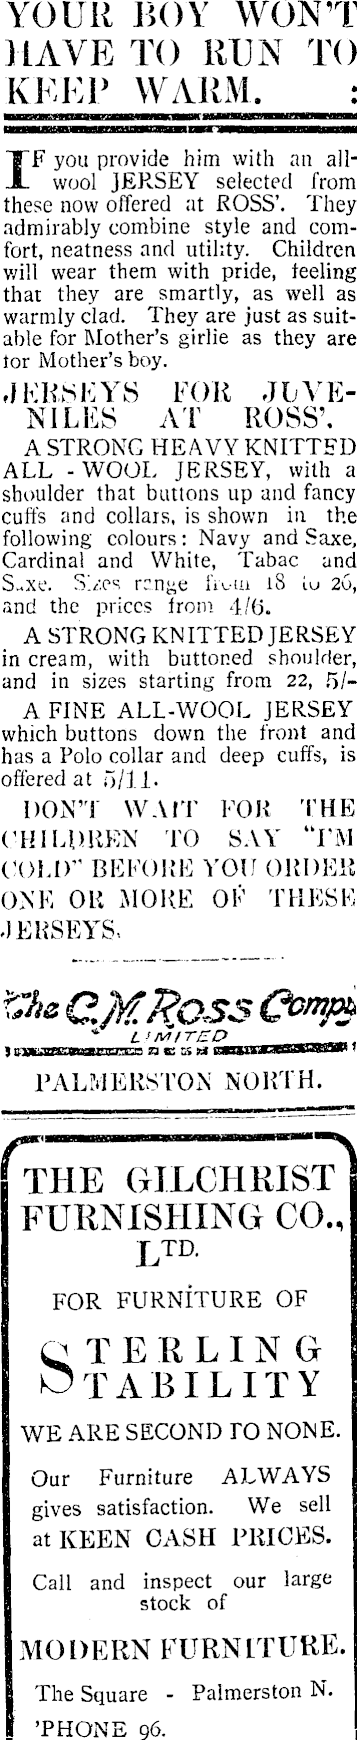 YOUR BOY WON'T
HAVE TO RUN TO
KEEP WARM. :
IF you provide him with an all-
wool JERSEY selected from
these now offered at ROSS'. They
admirably combine style and com-
fort, neatness and utility. Children
will wear them with pride, feeling
that they are smartly, as well as
warmly clad. They are just as suit-
able for Mother's girlie as they are
for Mother's boy.
JERSEYS FOR JUVE-
NILES AT ROSS'.
A STRONG HEAVY KNITTED
ALL - WOOL JERSEY, with a
shoulder that buttons up and fancy
cuffs and collars, is shown in the
following colours: Navy and Saxe,
Cardinal and White, Tabac and
Saxe. Sizes range from 18 to 26,
and the prices from 4/6.
A STRONG KNITTED JERSEY
in cream, with buttoned shoulder,
and in sizes starting from 22, 5/-
A FINE ALL-WOOL JERSEY
which buttons down the front and
has a Polo collar and deep cuffs, is
offered at 5/11.
DON'T WAIT FOR THE
CHILDREN TO SAY "I'M
COLD" BEFORE YOU ORDER
ONE OR MORE OF THESE
JERSEYS.
The C.M. Ross Compy
LIMITED
PALMERSTON NORTH.
THE GILCHRIST
FURNISHING CO.,
LTD.
FOR FURNITURE OF
STERLING
STABILITY
WE ARE SECOND TO NONE.
Our Furniture ALWAYS
gives satisfaction. We sell
at KEEN CASH PRICES.
Call and inspect our large
stock of
MODERN FURNITURE.
The Square - Palmerston N.
'PHONE 96.